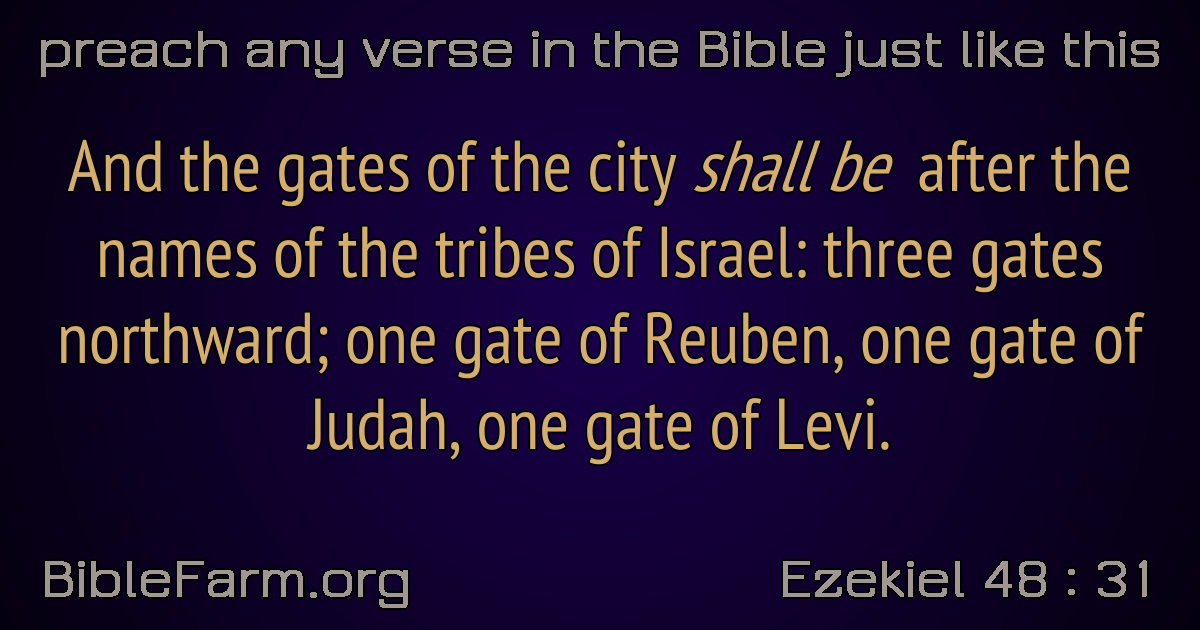 preach any verse in the Bible just like this
And the gates of the city shall be after the
names of the tribes of Israel: three gates
northward; one gate of Reuben, one gate of
Judah, one gate of Levi.
BibleFarm.org
Ezekiel 48 : 31